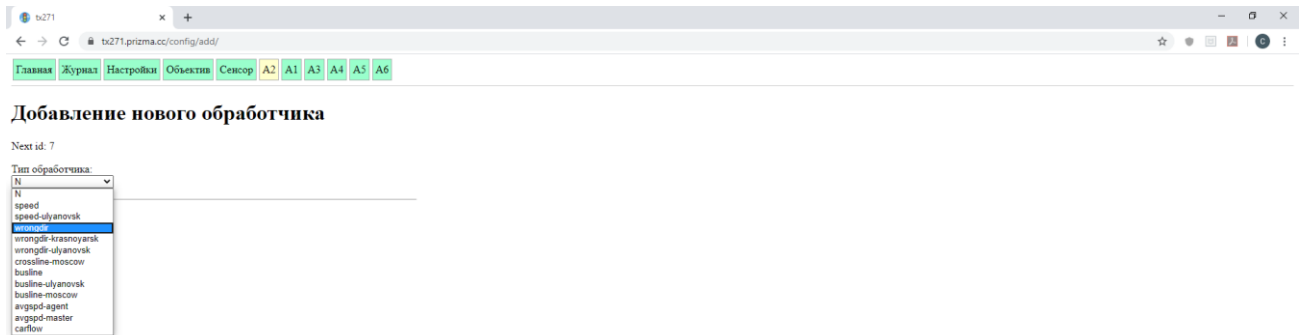 tx271
tx271.prizma.cc/config/add/
C
Главная Журнал Настройки Объектив Сенсор A2 A1 A3 A4 A5 A6
Добавление нового обработчика
Next id: 7
Тип обработчика:
N
N
speed
speed-ulyanovsk
wrongdir
wrongdir-krasnoyarsk
wrongdir-ulyanovsk
crossline-moscow
busline
busline-ulyanovsk
busline-moscow
avgspd-agent
avgspd-master
carflow